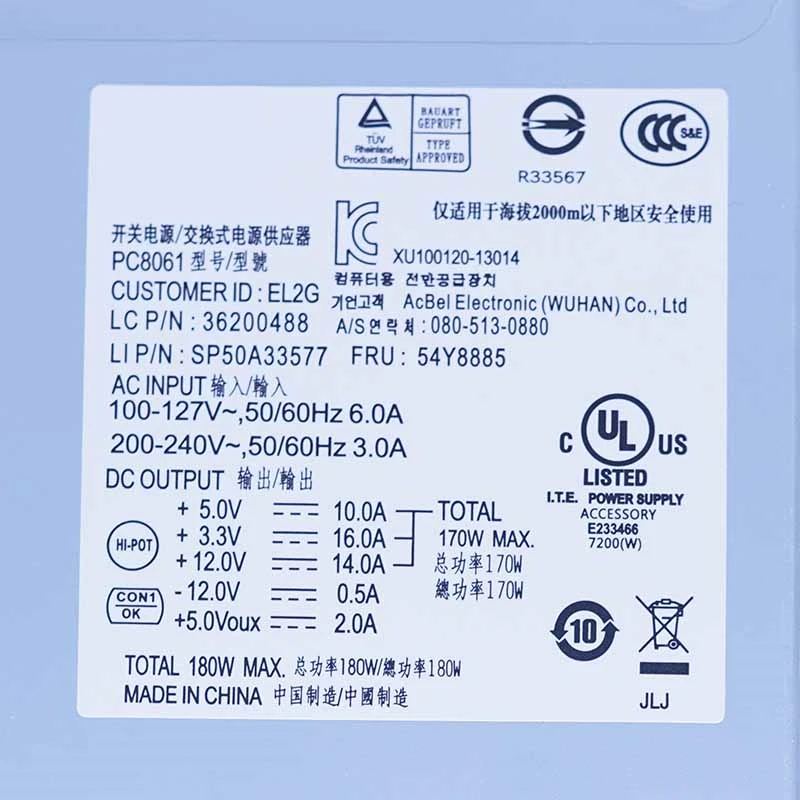 TÜV
Rheinland
Product Safety
BAUART
GEPRUFT
TYPE
APPROVED
R33567
CCC S&E
仅适用于海拔2000m以下地区安全使用
开关电源/交换式电源供应器
PC8061 型号/型號
CUSTOMER ID : EL2G
LC P/N : 36200488
XU100120-13014
컴퓨터용 전한공급장치
기언고객 AcBel Electronic (WUHAN) Co., Ltd
A/S연락처 : 080-513-0880
LI P/N : SP50A33577 FRU : 54Y8885
AC INPUT 输入/輸入
100-127V~,50/60Hz 6.0A
200-240V~,50/60Hz 3.0A
DC OUTPUT 输出/輸出
+ 5.0V 10.0A
+ 3.3V 16.0A
+ 12.0V 14.0A
- 12.0V 0.5A
+5.0Voux 2.0A
TOTAL
170W MAX.
总功率170W
總功率170W
HI-POT
CON1
OK
C UL US
LISTED
I.T.E. POWER SUPPLY
ACCESSORY
E233466
7200(W)
10
TOTAL 180W MAX. 总功率180W/總功率180W
MADE IN CHINA 中国制造/中國製造
JLJ